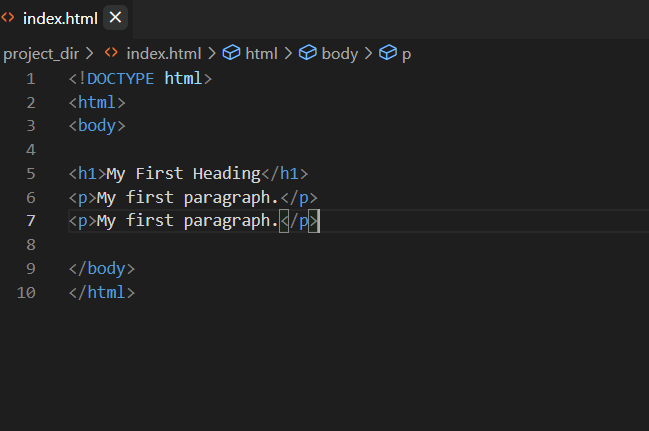 index.html
project_dir > index.html > html > body > p
1 <!DOCTYPE html>
2 <html>
3 <body>
4
5 <h1>My First Heading</h1>
6 <p>My first paragraph.</p>
7 <p>My first paragraph.</p>
8
9 </body>
10 </html>